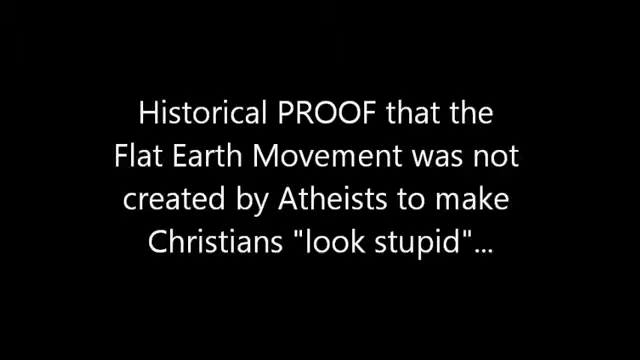 Historical PROOF that the
Flat Earth Movement was not
created by Atheists to make
Christians "look stupid"...